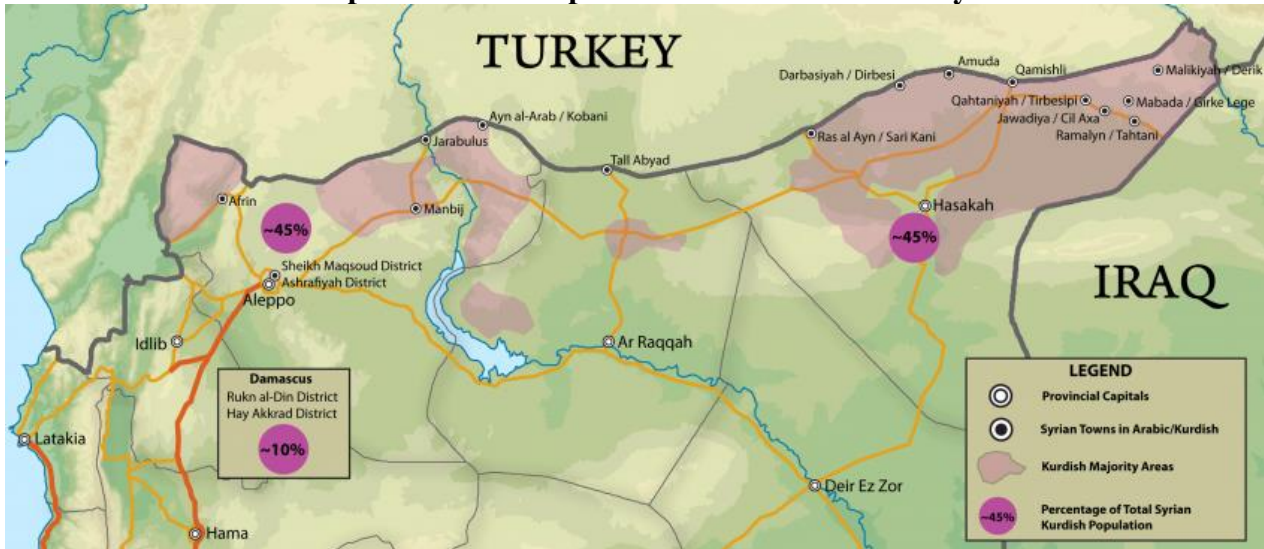 TURKEY
Amuda
Darbasiyah / Dirbesi
Qamishli
Malikiyah / Derik
Qahtaniyah / Tirbesipi
Mabada / Girke Lege
Jawadiya / Cil Axa
Ramalyn / Tahtani
Ayn al-Arab / Kobani
Jarabulus
Ras al Ayn / Sari Kani
Tall Abyad
Afrin
Manbij
Hasakah
~45%
~45%
Sheikh Maqsoud District
Ashrafiyah District
Aleppo
IRAQ
Idlib
Ar Raqqah
Damascus
Rukn al-Din District
Hay Akkrad District
~10%
Latakia
Deir Ez Zor
Hama
LEGEND
Provincial Capitals
Syrian Towns in Arabic/Kurdish
Kurdish Majority Areas
~45%
Percentage of Total Syrian
Kurdish Population